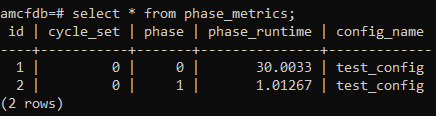 amcfdb=# select * from phase_metrics;
 id | cycle_set | phase | phase_runtime | config_name
----+-----------+-------+---------------+-------------
  1 |         0 |     0 |       30.0033 | test_config
  2 |         0 |     1 |       1.01267 | test_config
(2 rows)